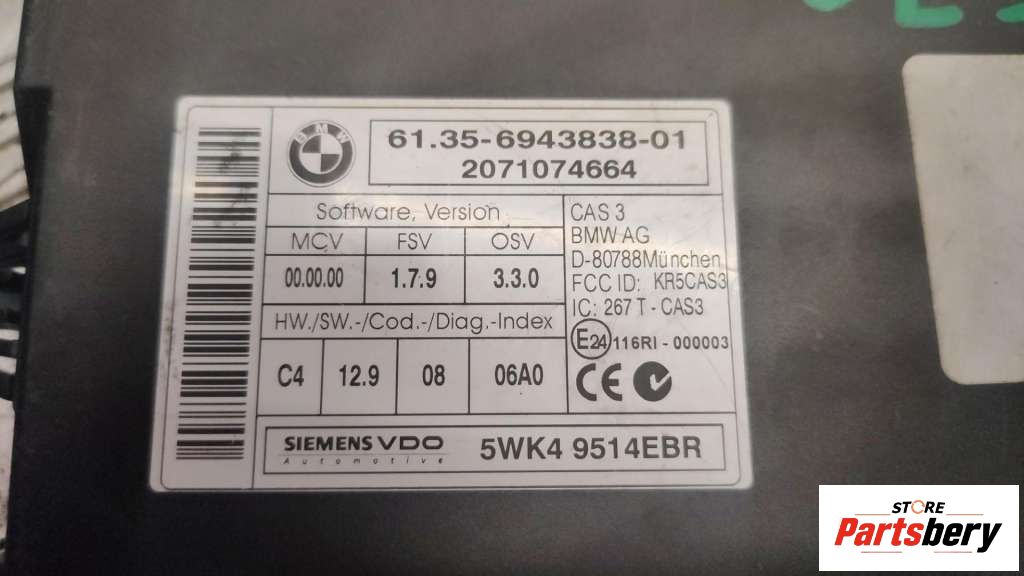 BMW
61.35-6943838-01
2071074664
Software, Version
MCV FSV OSV
00.00.00 1.7.9 3.3.0
HW./SW.-/Cod.-/Diag.-Index
C4 12.9 08 06A0
CAS 3
BMW AG
D-80788München
FCC ID: KR5CAS3
IC: 267 T - CAS3
E24 116RI - 000003
CE
SIEMENS VDO
Automotive
5WK4 9514EBR
STORE
Partsbery